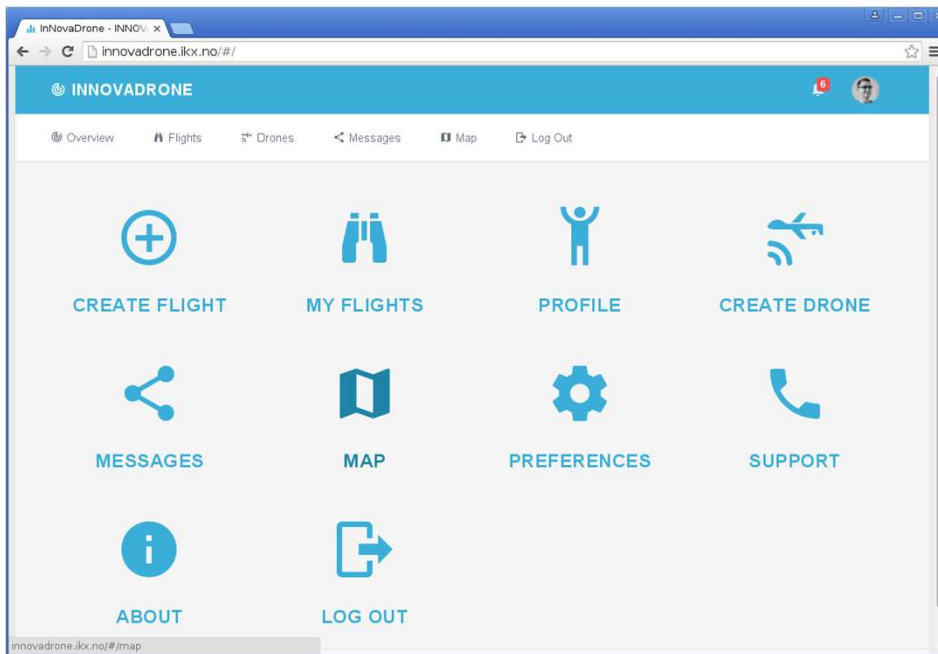 InNovaDrone - INNOV
innovadrone.ikx.no/#/
INNOVADRONE
6
Overview Flights Drones Messages Map Log Out
CREATE FLIGHT MY FLIGHTS PROFILE CREATE DRONE
MESSAGES MAP PREFERENCES SUPPORT
ABOUT LOG OUT
innovadrone.ikx.no/#/map